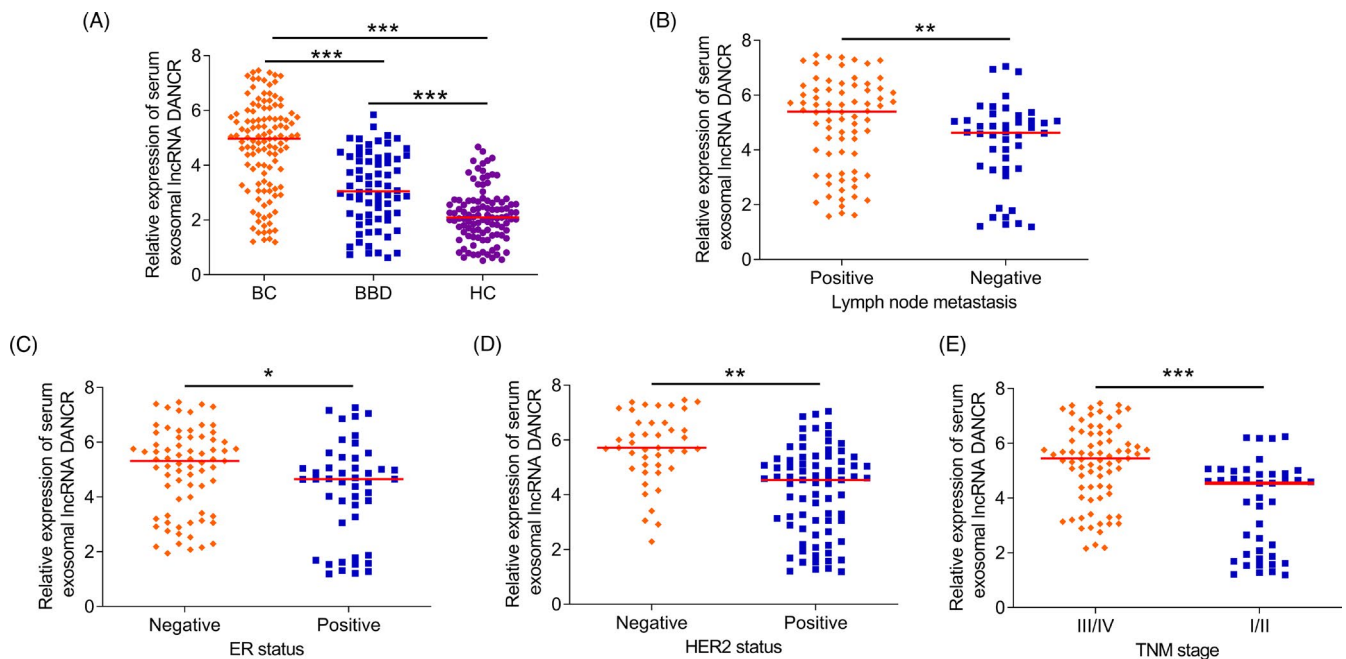 (A)
Relative expression of serum
exosomal lncRNA DANCR
8
6
4
2
0
***
***
***
BC
BBD
HC
(B)
Relative expression of serum
exosomal lncRNA DANCR
8
6
4
2
0
**
Positive
Negative
Lymph node metastasis
(C)
Relative expression of serum
exosomal lncRNA DANCR
8
6
4
2
0
*
Negative
Positive
ER status
(D)
Relative expression of serum
exosomal lncRNA DANCR
8
6
4
2
0
**
Negative
Positive
HER2 status
(E)
Relative expression of serum
exosomal lncRNA DANCR
8
6
4
2
0
***
III/IV
I/II
TNM stage